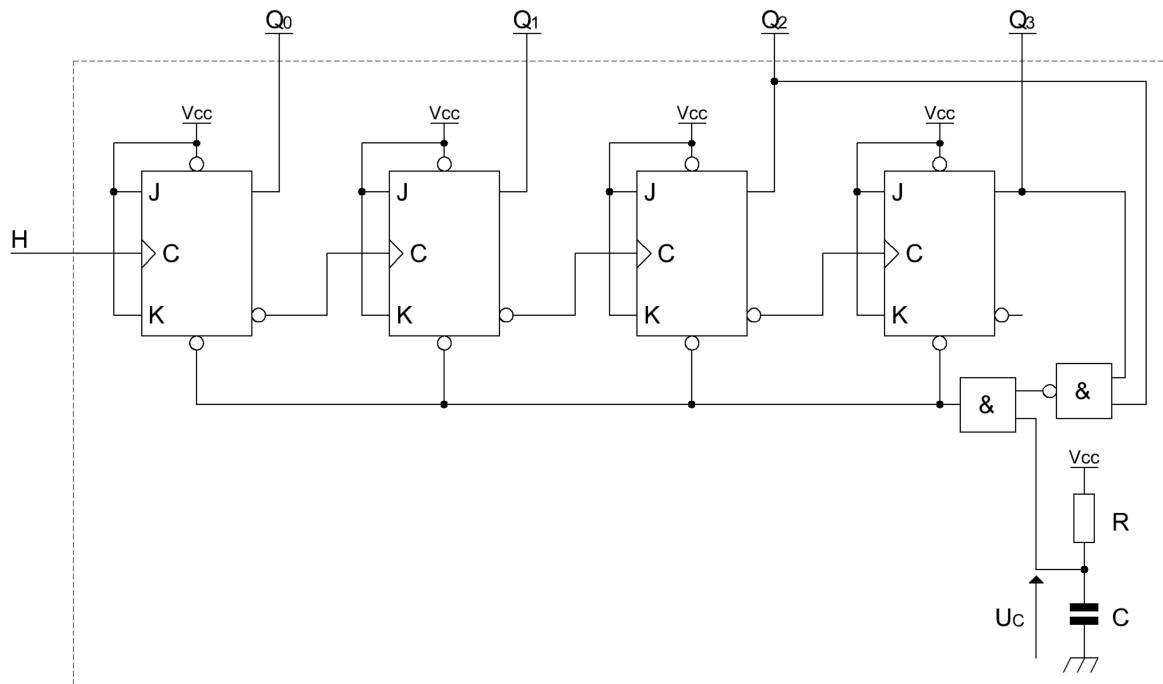 Q0 Q1 Q2 Q3
Vcc Vcc Vcc Vcc
J J J J
H C C C C
K K K K
& &
Vcc
R
UC C